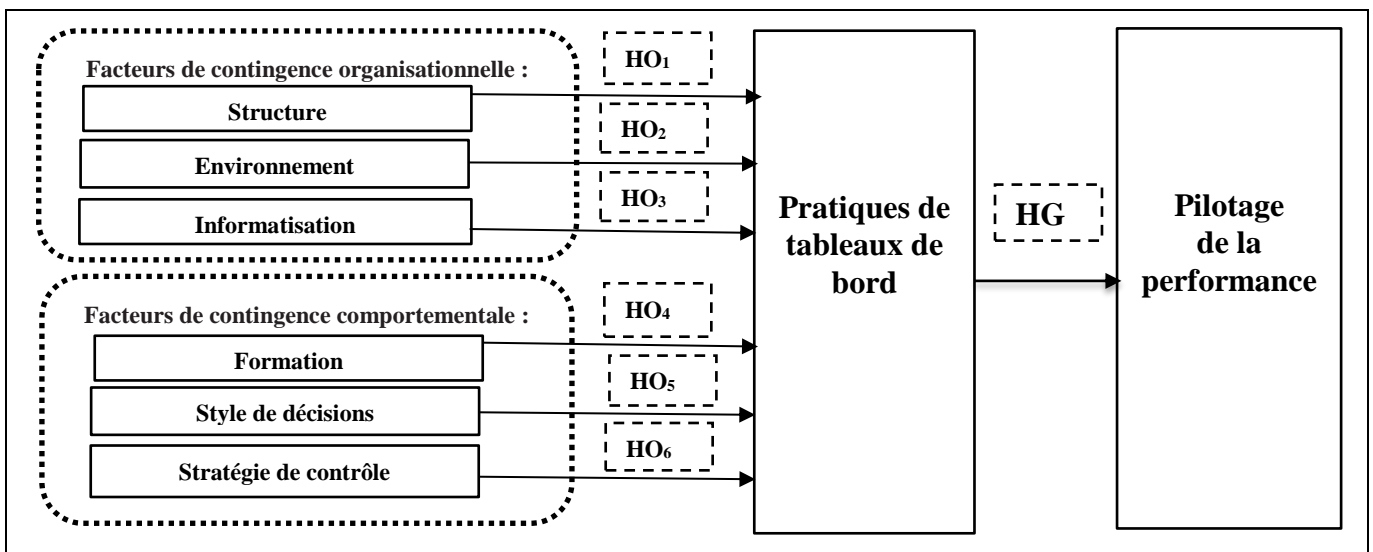 Facteurs de contingence organisationnelle :
HO1
Structure
HO2
Environnement
HO3
Informatisation
Facteurs de contingence comportementale :
HO4
Formation
HO5
Style de décisions
HO6
Stratégie de contrôle
Pratiques de
tableaux de
bord
HG
Pilotage
de la
performance